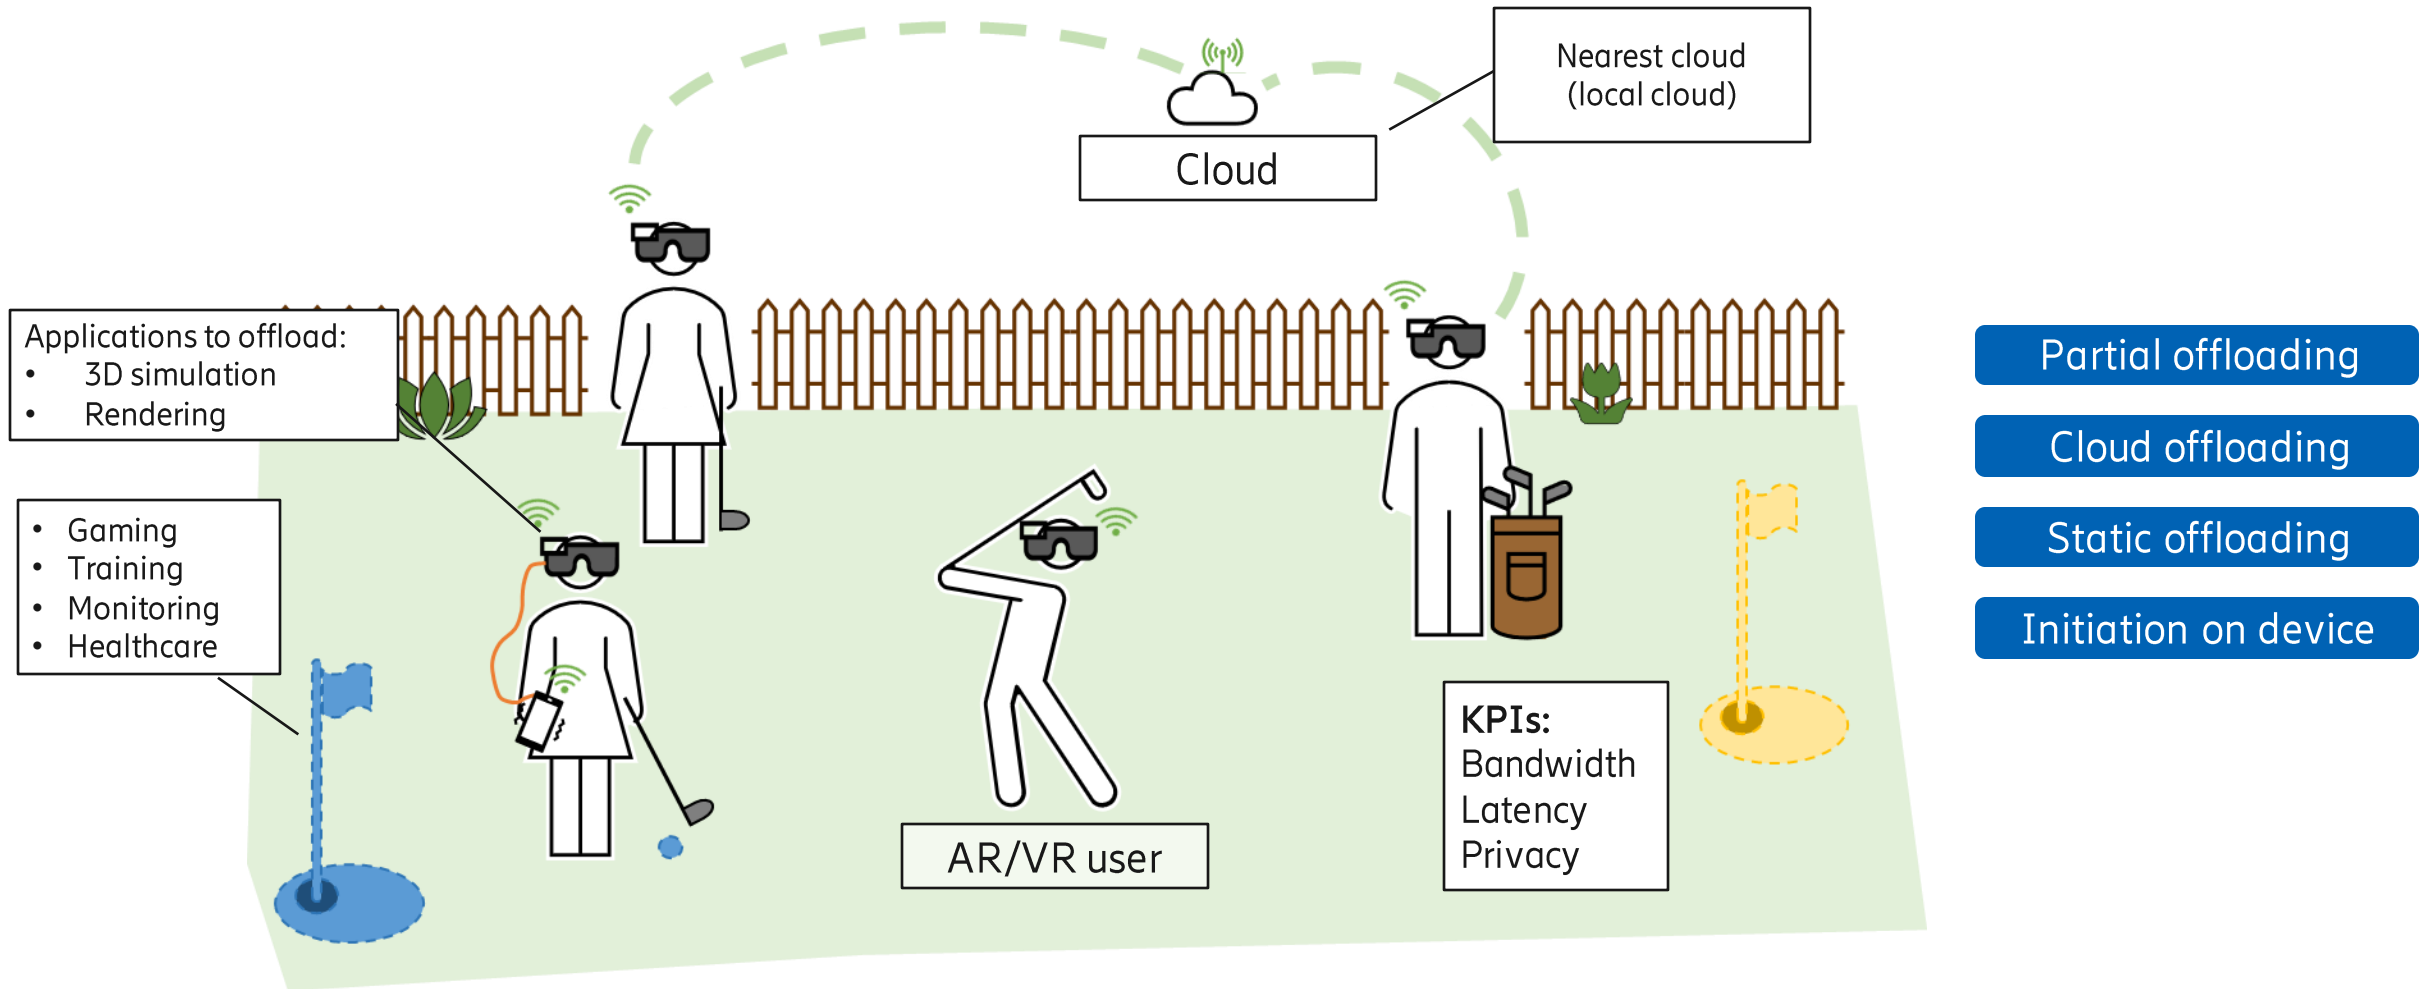 Nearest cloud
(local cloud)
Cloud
Applications to offload:
• 3D simulation
• Rendering
• Gaming
• Training
• Monitoring
• Healthcare
AR/VR user
KPIs:
Bandwidth
Latency
Privacy
Partial offloading
Cloud offloading
Static offloading
Initiation on device